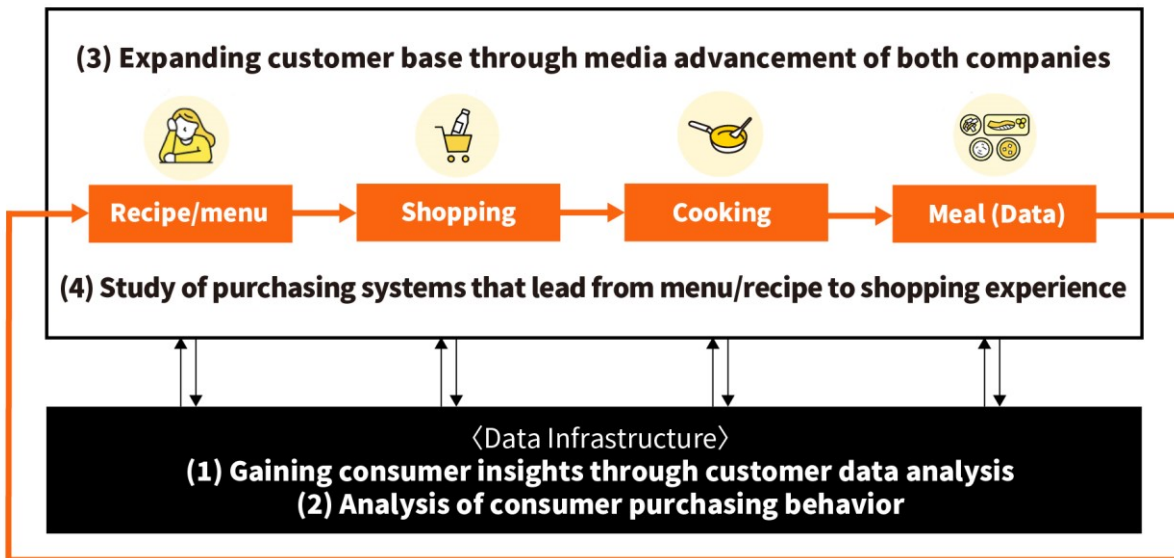 (3) Expanding customer base through media advancement of both companies
Recipe/menu
Shopping
Cooking
Meal (Data)
(4) Study of purchasing systems that lead from menu/recipe to shopping experience
〈Data Infrastructure〉
(1) Gaining consumer insights through customer data analysis
(2) Analysis of consumer purchasing behavior